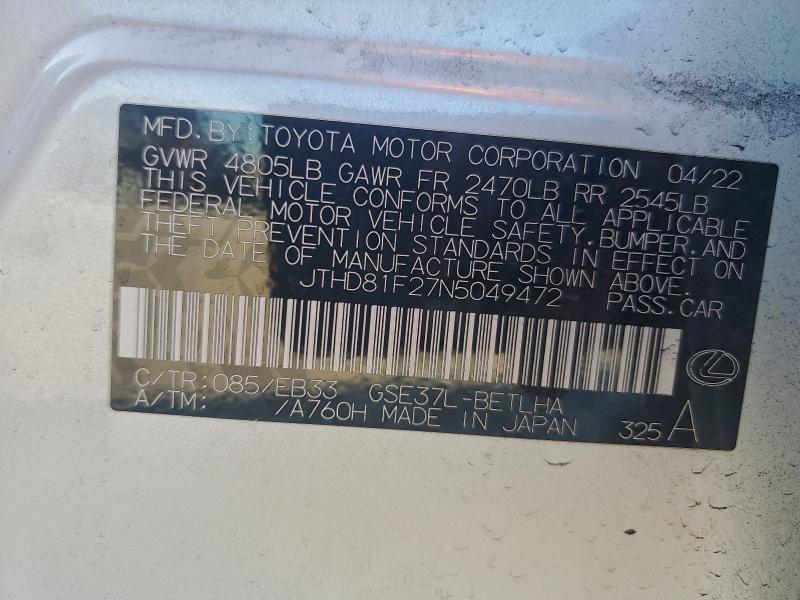 MFD. BY: TOYOTA MOTOR CORPORATION 04/22
GVWR 4805LB GAWR FR 2470LB RR 2545LB
THIS VEHICLE CONFORMS TO ALL APPLICABLE
FEDERAL MOTOR VEHICLE SAFETY. BUMPER. AND
THEFT PREVENTION STANDARDS IN EFFECT ON
THE DATE OF MANUFACTURE SHOWN ABOVE.
JTHD81F27N5049472 PASS. CAR
C/TR: 085/EB33 GSE37L-BETLHA
A/TM: /A760H MADE IN JAPAN 325 A